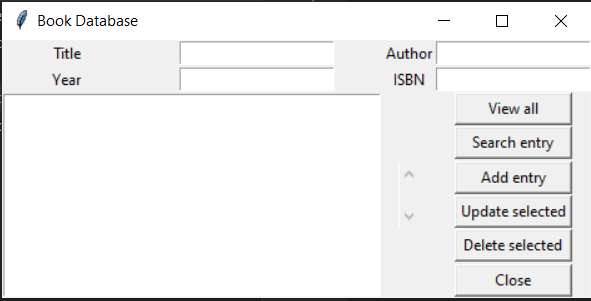 Book Database
Title Author
Year ISBN
View all
Search entry
Add entry
Update selected
Delete selected
Close